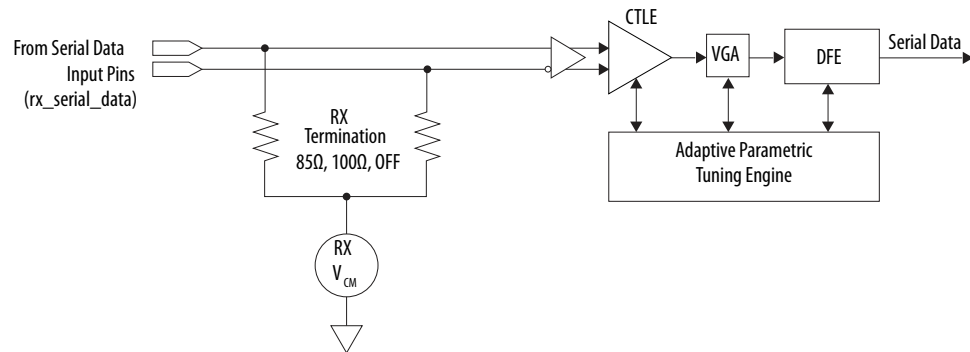 CTLE
From Serial Data
Input Pins
(rx_serial_data)
VGA
DFE
Serial Data
RX
Termination
85Ω, 100Ω, OFF
Adaptive Parametric
Tuning Engine
RX
VCM